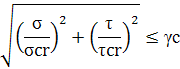 √((σ/σcr)² + (τ/τcr)²) ≤ γc